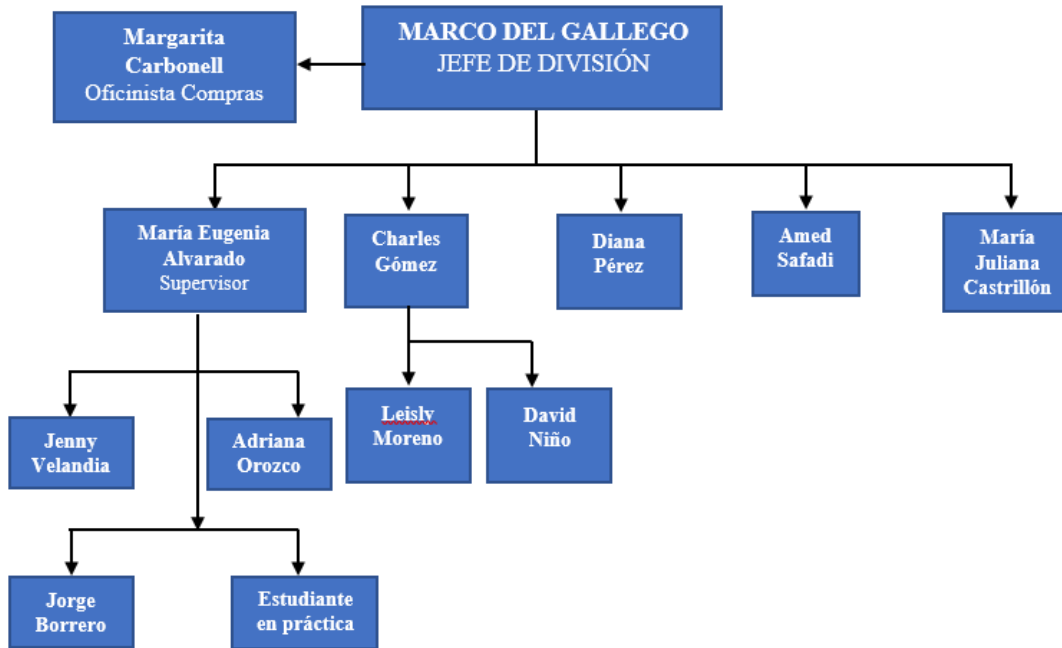 Margarita
Carbonell
Oficinista Compras
MARCO DEL GALLEGO
JEFE DE DIVISIÓN
María Eugenia
Alvarado
Supervisor
Charles
Gómez
Diana
Pérez
Amed
Safadi
María
Juliana
Castrillón
Jenny
Velandia
Adriana
Orozco
Leisly
Moreno
David
Niño
Jorge
Borrero
Estudiante
en práctica